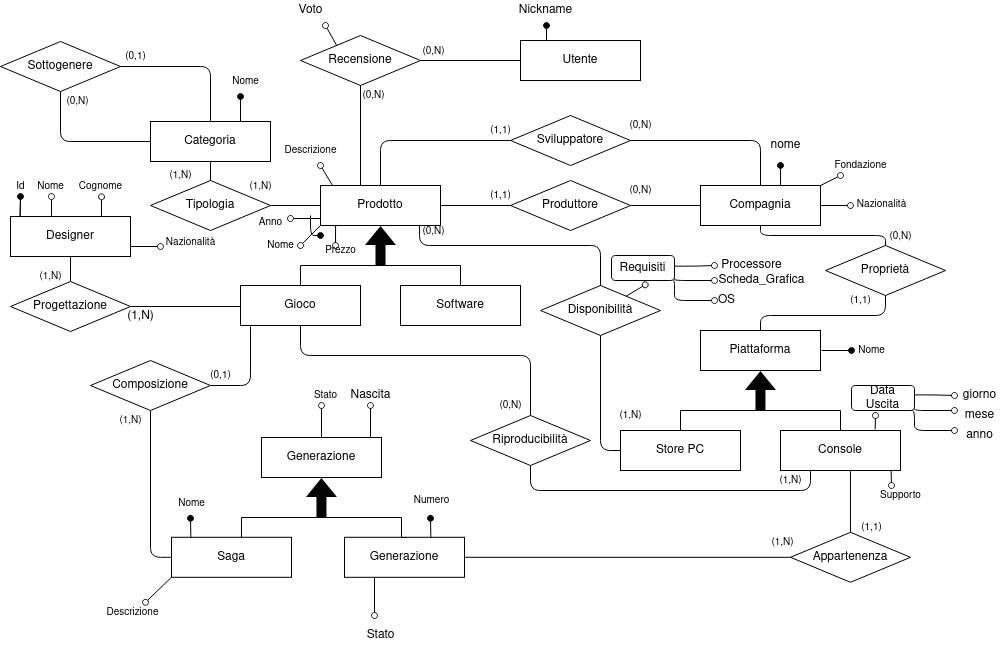 Voto
Nickname
Sottogenere
(0,1)
Recensione
(0,N)
Utente
Nome
(0,N)
(0,N)
Categoria
(1,1)
Sviluppatore
(0,N)
Descrizione
nome
Fondazione
(1,N)
(1,N)
Id
Nome
Cognome
Tipologia
Prodotto
(1,1)
Produttore
(0,N)
Compagnia
Nazionalità
Anno
Designer
Nazionalità
Nome
Prezzo
(0,N)
(0,N)
Requisiti
Processore
Scheda_Grafica
OS
Proprietà
(1,N)
Progettazione
(1,N)
Gioco
Software
Disponibilità
(1,1)
Piattaforma
Nome
Composizione
(0,1)
Data
Uscita
giorno
mese
anno
Stato
Nascita
(1,N)
(0,N)
(1,N)
Riproducibilità
Store PC
Console
Generazione
(1,N)
Supporto
Nome
Numero
(1,1)
(1,N)
Saga
Generazione
Appartenenza
Descrizione
Stato